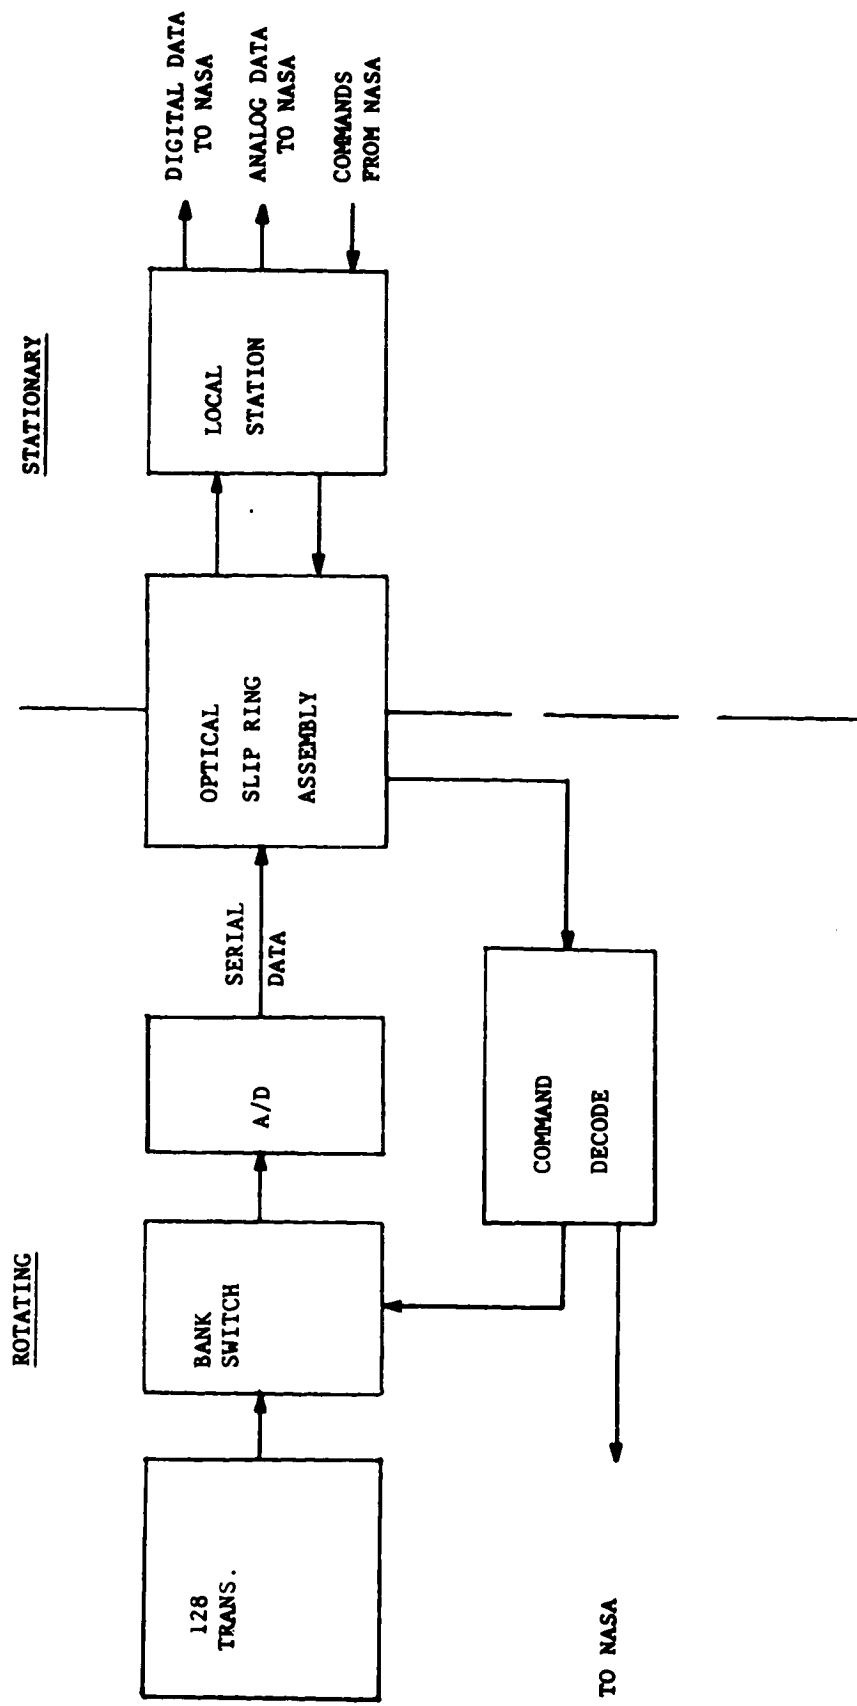 ROTATING
STATIONARY
128
TRANS.
BANK
SWITCH
A/D
SERIAL
DATA
OPTICAL
SLIP RING
ASSEMBLY
LOCAL
STATION
DIGITAL DATA
TO NASA
ANALOG DATA
TO NASA
COMMANDS
FROM NASA
COMMAND
DECODE
TO NASA